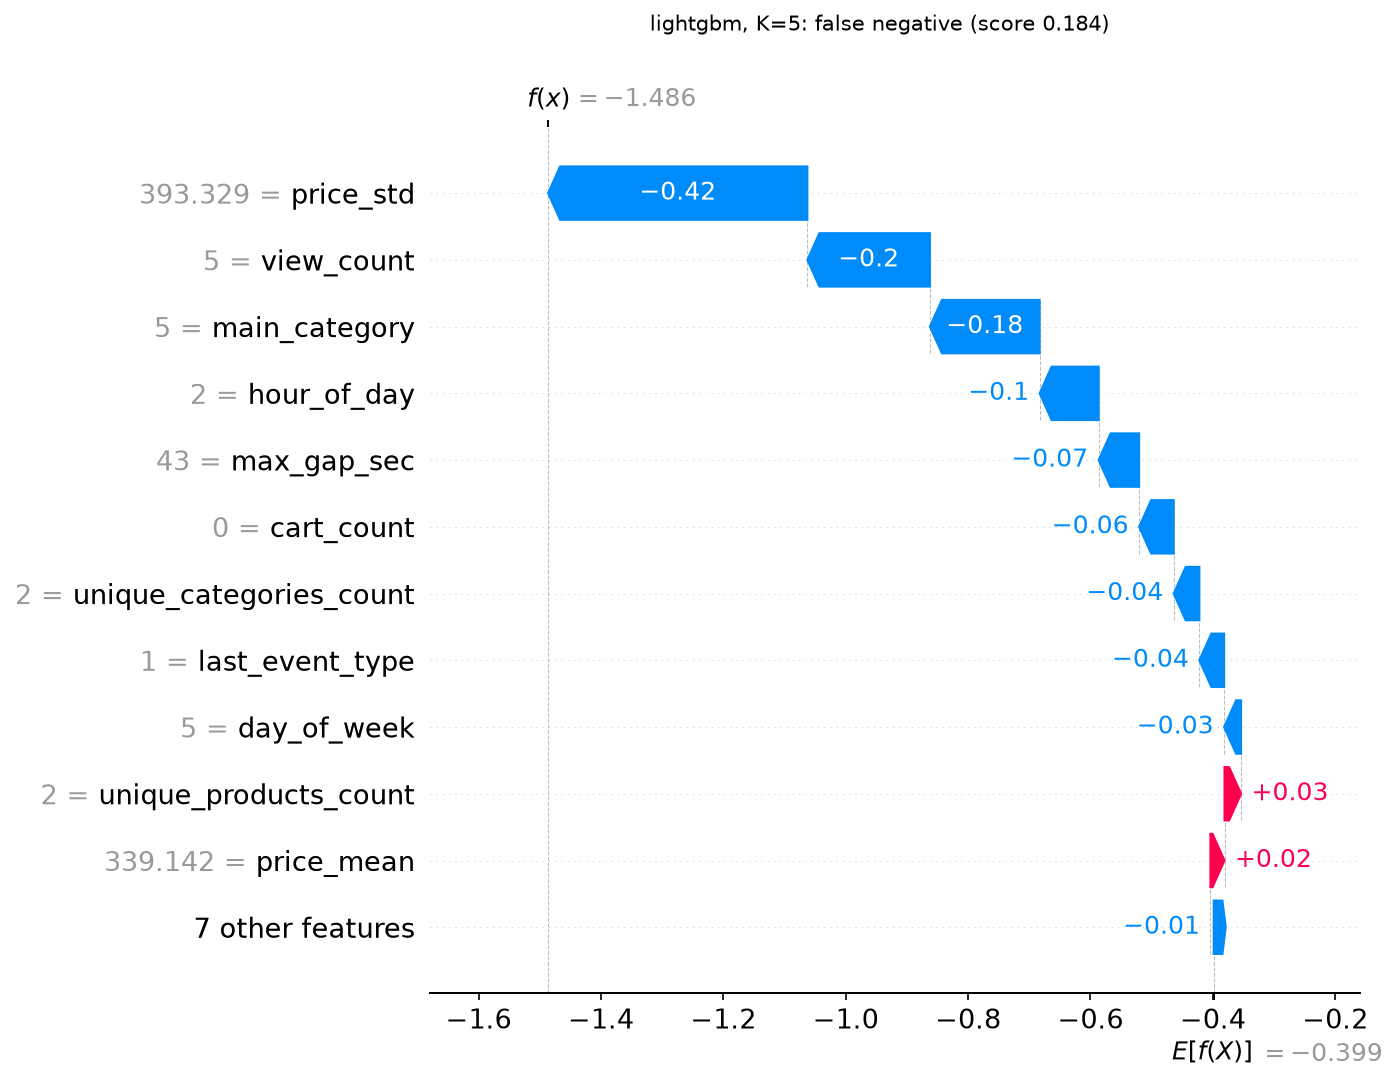 lightgbm, K=5: false negative (score 0.184)
f(x) = −1.486
393.329 = price_std −0.42
5 = view_count −0.2
5 = main_category −0.18
2 = hour_of_day −0.1
43 = max_gap_sec −0.07
0 = cart_count −0.06
2 = unique_categories_count −0.04
1 = last_event_type −0.04
5 = day_of_week −0.03
2 = unique_products_count +0.03
339.142 = price_mean +0.02
7 other features −0.01
−1.6 −1.4 −1.2 −1.0 −0.8 −0.6 −0.4 −0.2
E[f(X)] = −0.399